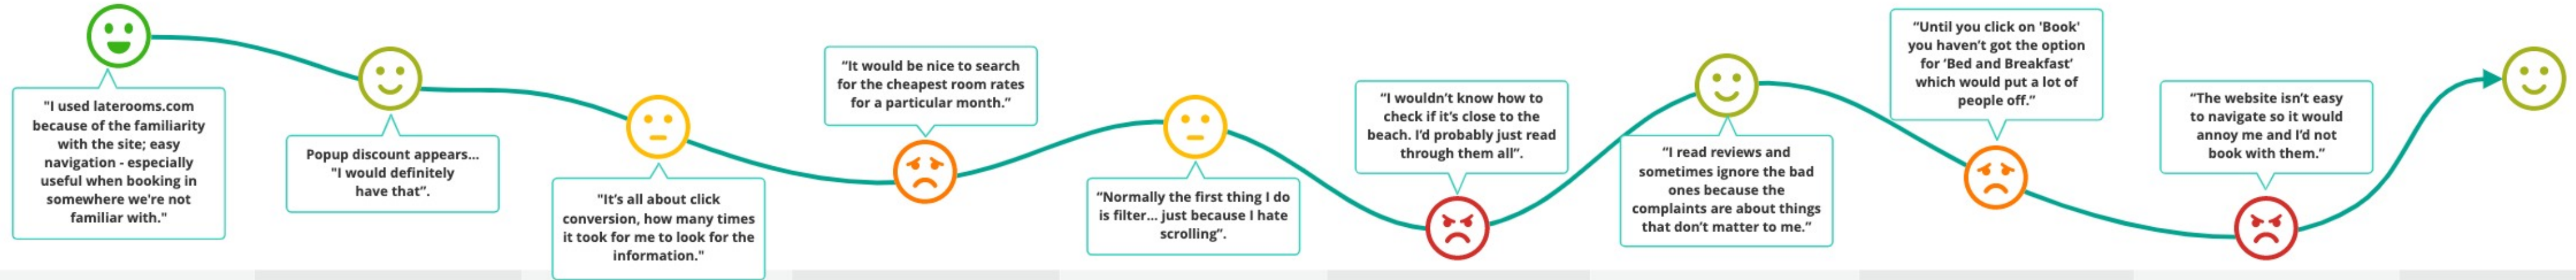 "I used laterooms.com
because of the familiarity
with the site; easy
navigation - especially
useful when booking in
somewhere we're not
familiar with."
Popup discount appears...
"I would definitely
have that”.
"It’s all about click
conversion, how many times
it took for me to look for the
information."
“It would be nice to search
for the cheapest room rates
for a particular month.”
“Normally the first thing I do
is filter... just because I hate
scrolling”.
“I wouldn’t know how to
check if it’s close to the
beach. I’d probably just read
through them all”.
“I read reviews and
sometimes ignore the bad
ones because the
complaints are about things
that don’t matter to me.”
“Until you click on 'Book'
you haven’t got the option
for ‘Bed and Breakfast’
which would put a lot of
people off.”
“The website isn’t easy
to navigate so it would
annoy me and I’d not
book with them.”